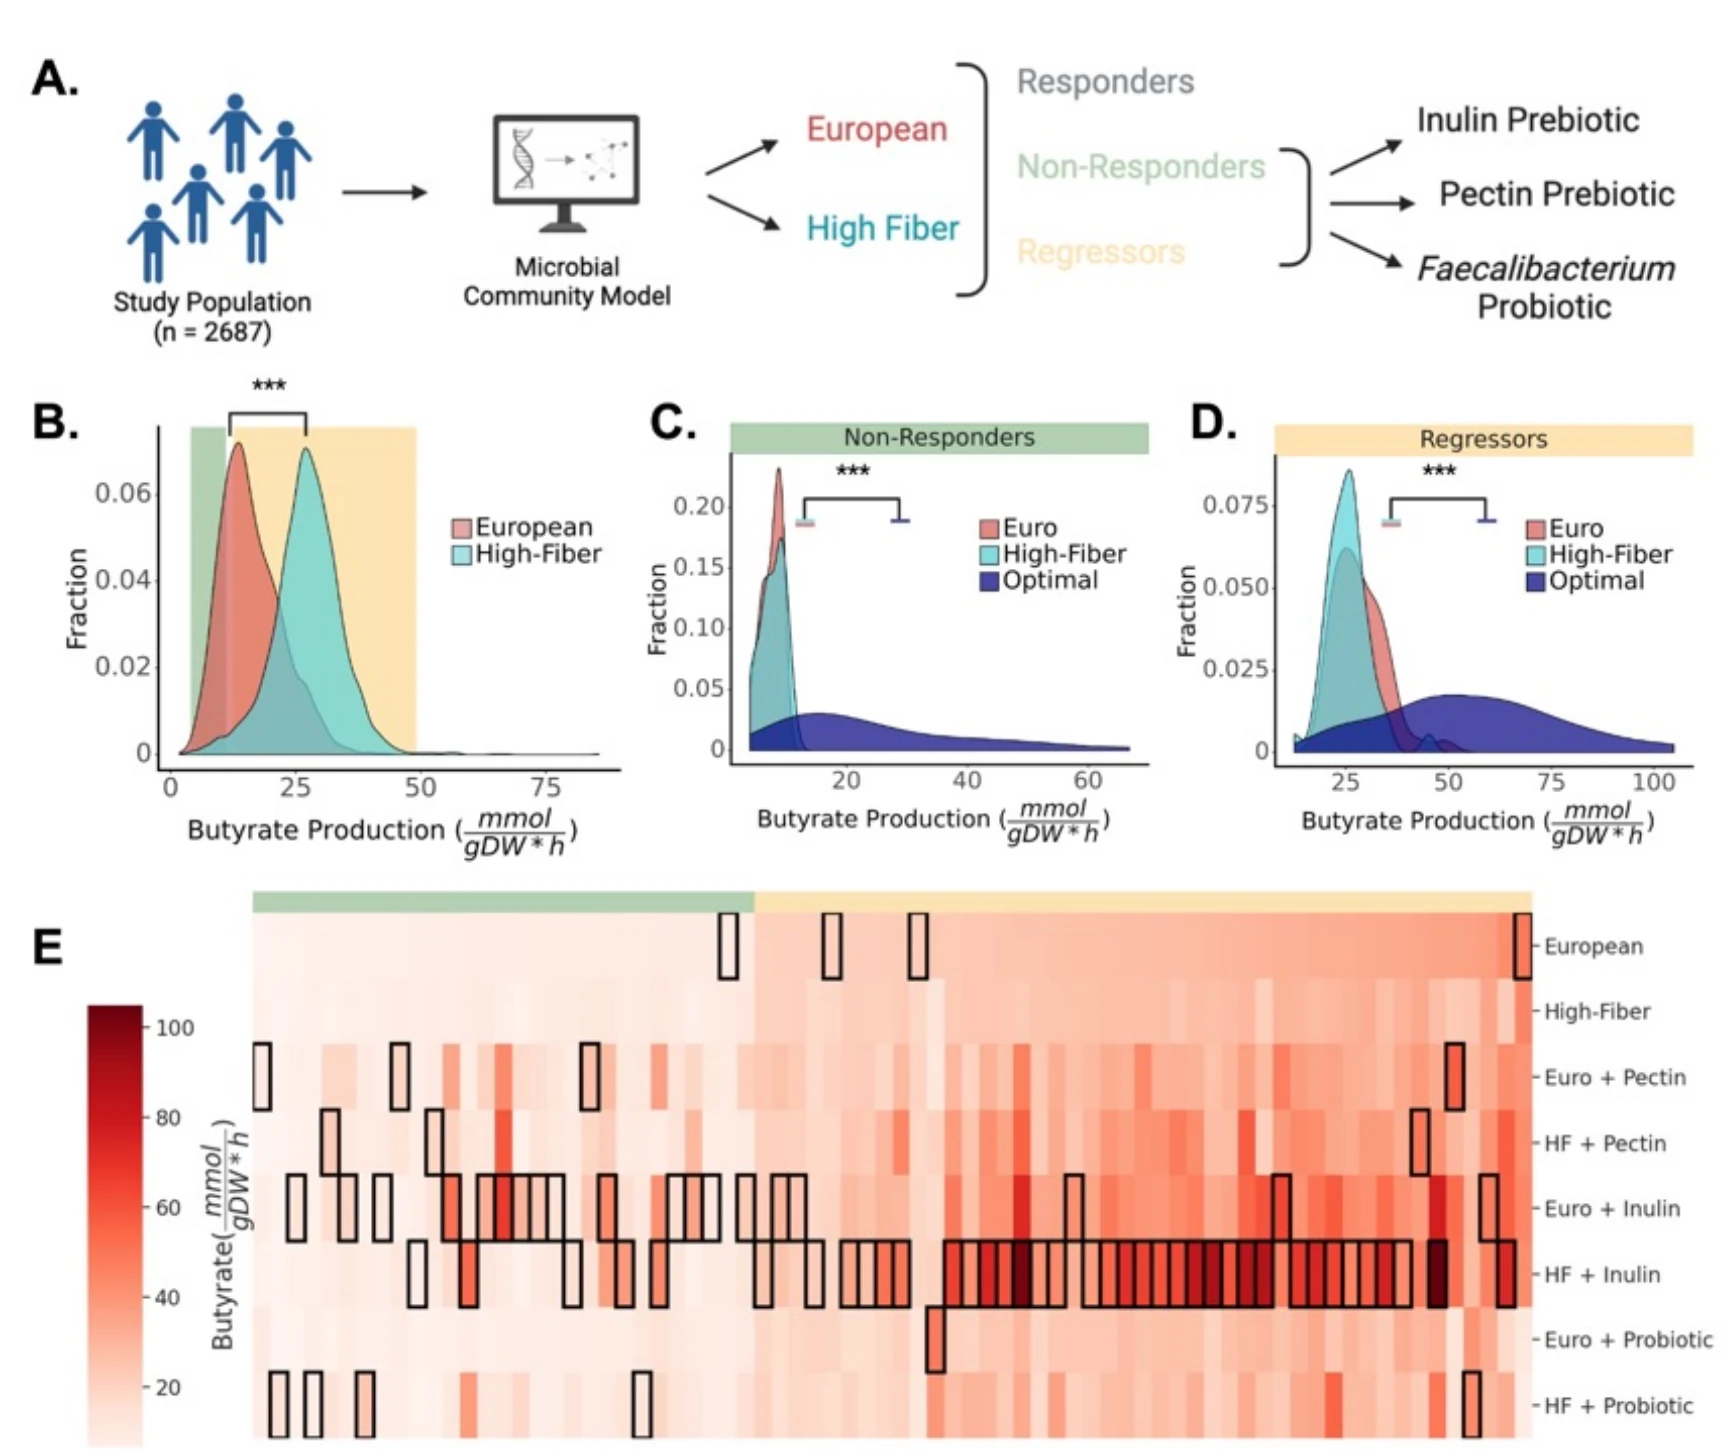 A.
Study Population
(n = 2687)
Microbial
Community Model
European
High Fiber
Responders
Non-Responders
Regressors
Inulin Prebiotic
Pectin Prebiotic
Faecalibacterium
Probiotic
B.
***
0.06
0.04
0.02
0
Fraction
0 25 50 75
Butyrate Production (mmol/gDW*h)
European
High-Fiber
C.
Non-Responders
***
0.20
0.15
0.10
0.05
0
Fraction
20 40 60
Butyrate Production (mmol/gDW*h)
Euro
High-Fiber
Optimal
D.
Regressors
***
0.075
0.050
0.025
0
Fraction
25 50 75 100
Butyrate Production (mmol/gDW*h)
Euro
High-Fiber
Optimal
E
100
80
60
40
20
Butyrate(mmol/gDW*h)
European
High-Fiber
Euro + Pectin
HF + Pectin
Euro + Inulin
HF + Inulin
Euro + Probiotic
HF + Probiotic